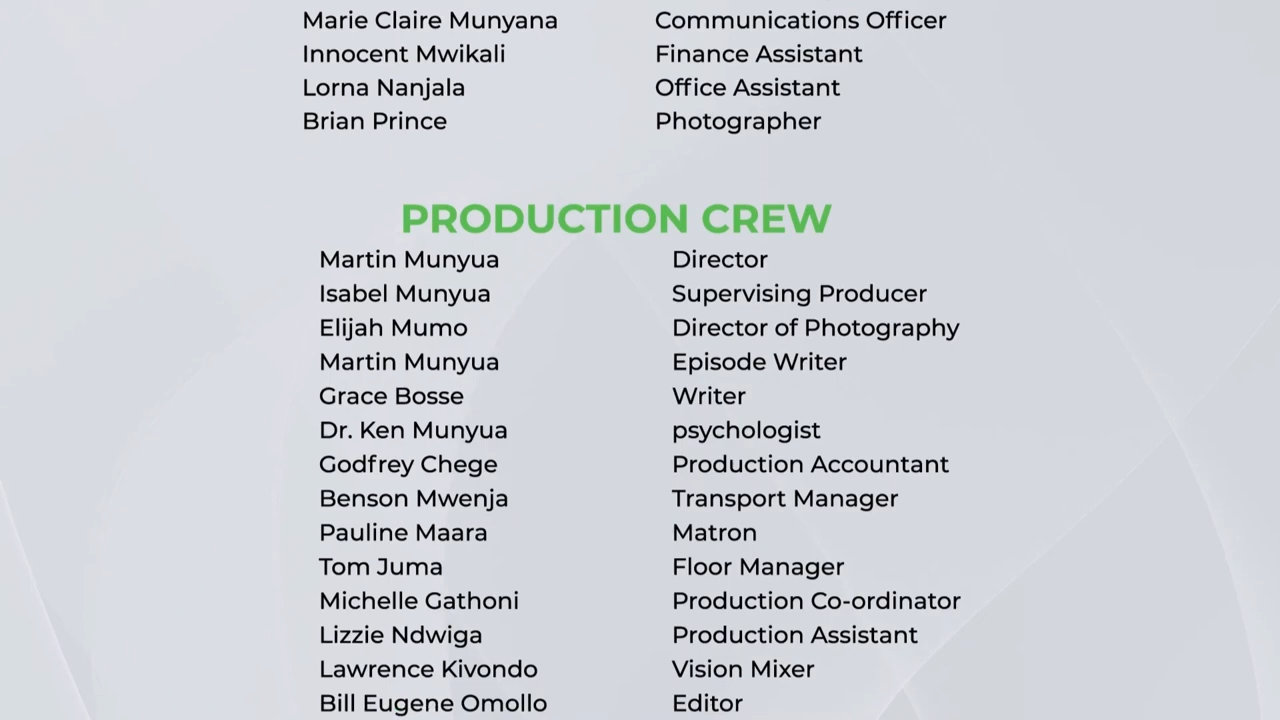 Marie Claire Munyana Communications Officer
Innocent Mwikali Finance Assistant
Lorna Nanjala Office Assistant
Brian Prince Photographer
PRODUCTION CREW
Martin Munyua Director
Isabel Munyua Supervising Producer
Elijah Mumo Director of Photography
Martin Munyua Episode Writer
Grace Bosse Writer
Dr. Ken Munyua psychologist
Godfrey Chege Production Accountant
Benson Mwenja Transport Manager
Pauline Maara Matron
Tom Juma Floor Manager
Michelle Gathoni Production Co-ordinator
Lizzie Ndwiga Production Assistant
Lawrence Kivondo Vision Mixer
Bill Eugene Omollo Editor